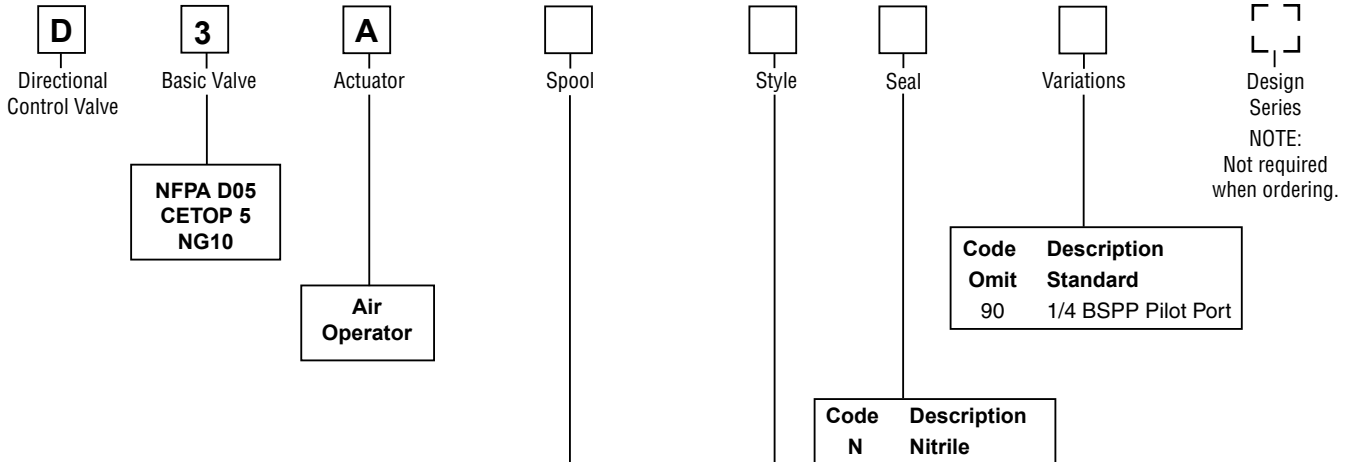 D 3 A
Directional
Control Valve
Basic Valve
Actuator
Spool
Style
Seal
Variations
Design
Series
NOTE:
Not required
when ordering.
NFPA D05
CETOP 5
NG10
Air
Operator
Code Description
Omit Standard
90 1/4 BSPP Pilot Port
Code Description
N Nitrile